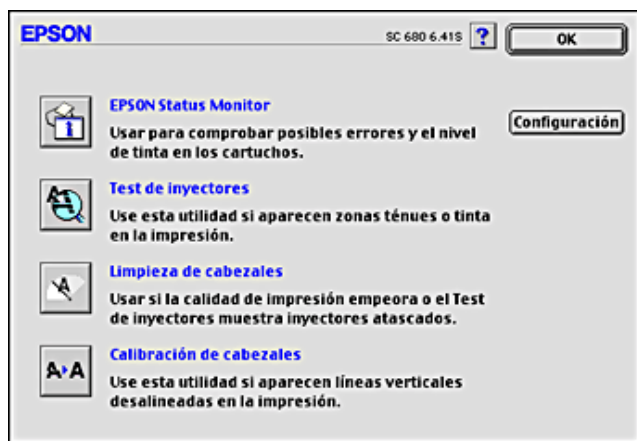 EPSON
SC 680 6.41S ? OK
EPSON Status Monitor
Usar para comprobar posibles errores y el nivel
de tinta en los cartuchos.
Configuración
Test de inyectores
Use esta utilidad si aparecen zonas ténues o tinta
en la impresión.
Limpieza de cabezales
Usar si la calidad de impresión empeora o el Test
de inyectores muestra inyectores atascados.
Calibración de cabezales
A A
Use esta utilidad si aparecen líneas verticales
desalineadas en la impresión.